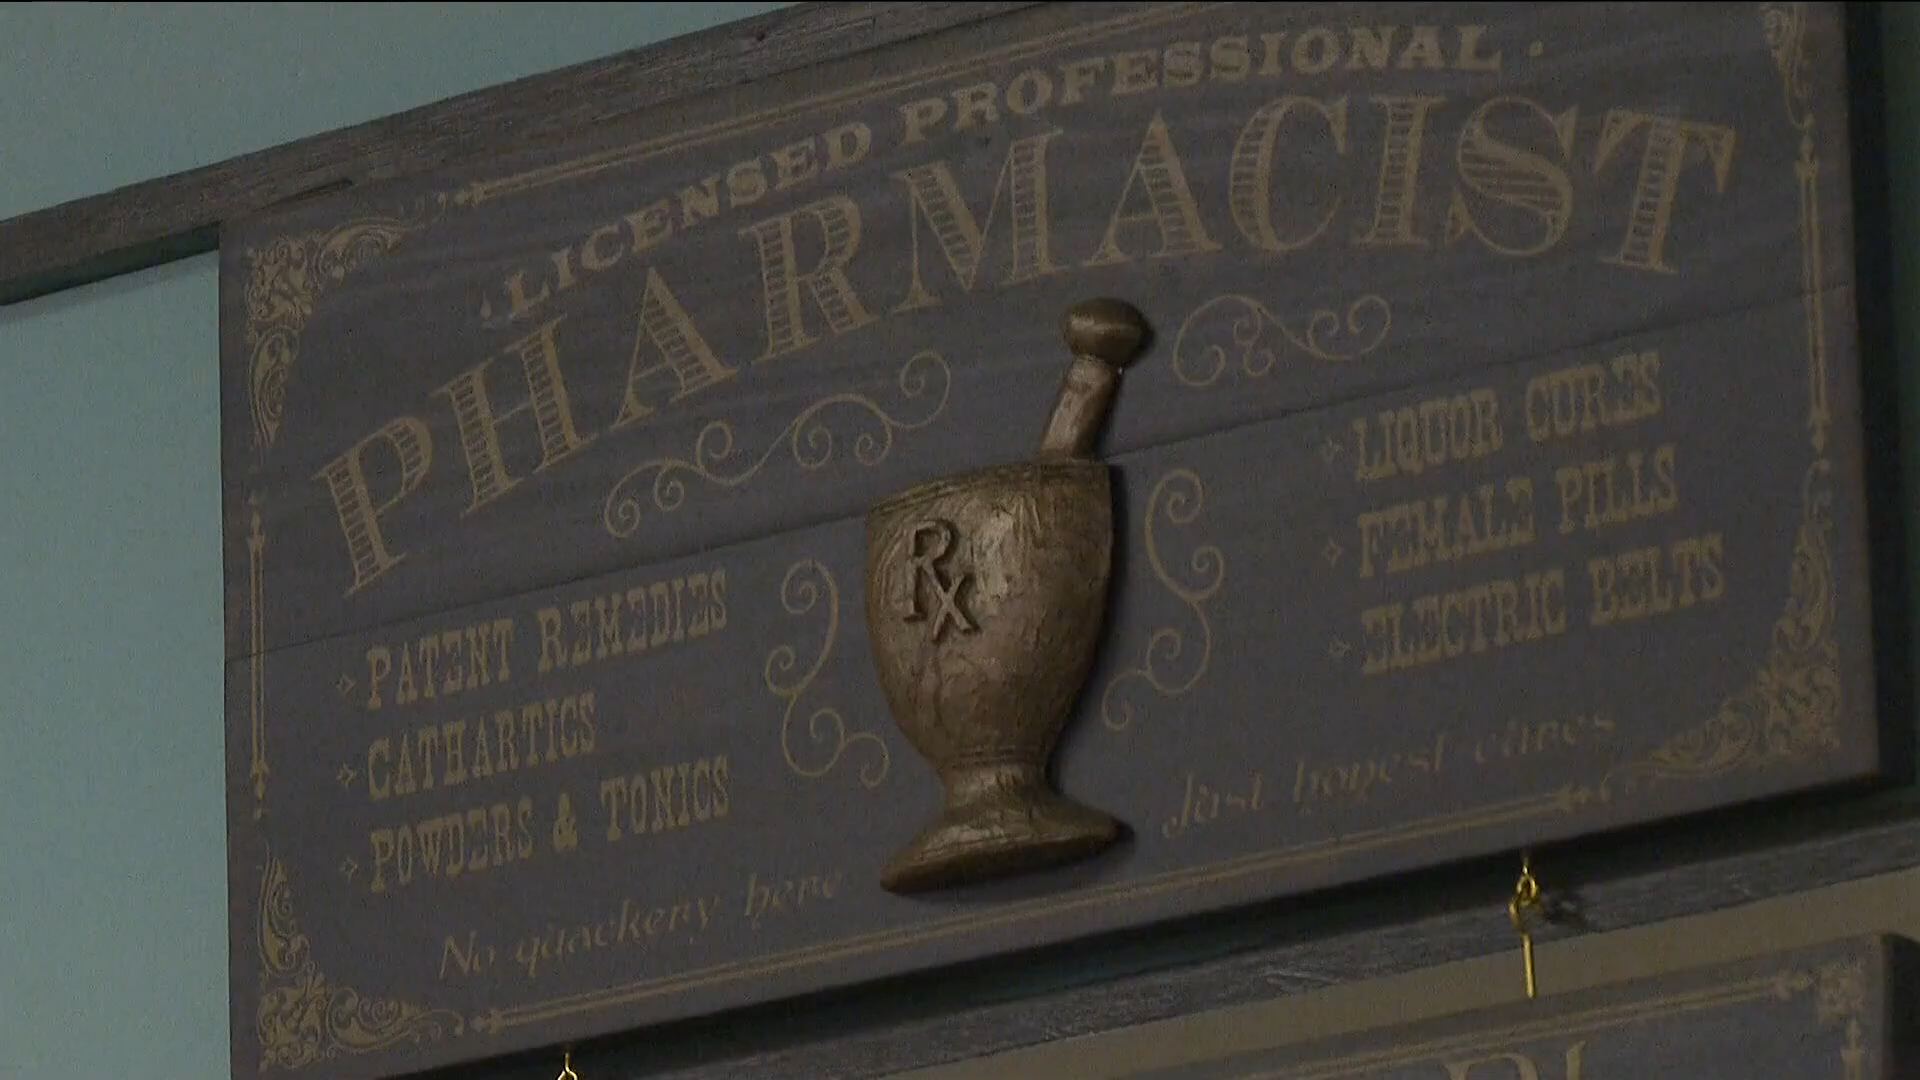 LICENSED PROFESSIONAL
PHARMACIST
Rx
PATENT REMEDIES
CATHARTICS
POWDERS & TONICS
No quackery here
LIQUOR CURES
FEMALE PILLS
ELECTRIC BELTS
Just honest cures